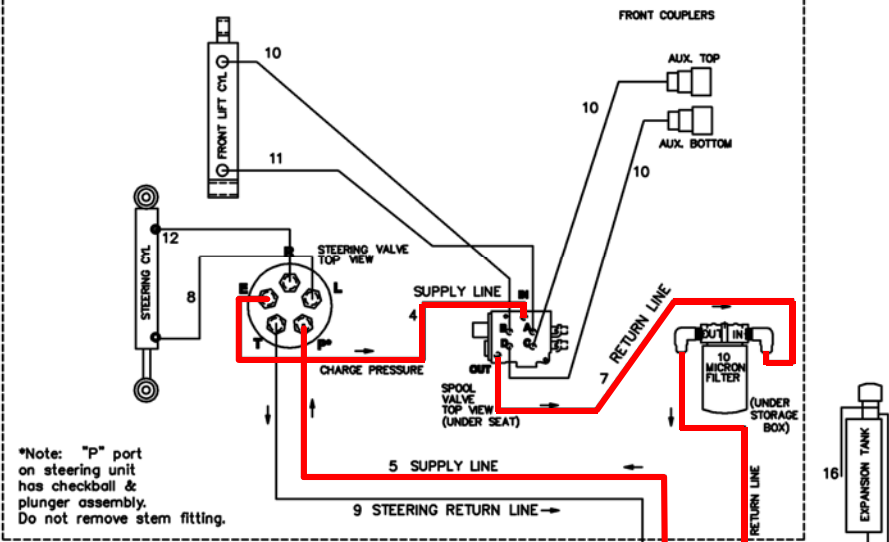 FRONT COUPLERS
AUX. TOP
AUX. BOTTOM
10
10
10
11
FRONT LIFT CYL
STEERING CYL
12
8
R
STEERING VALVE
TOP VIEW
E
L
T
P*
SUPPLY LINE
4
IN
CHARGE PRESSURE
B
A
D
C
OUT
SPOOL
VALVE
TOP VIEW
(UNDER SEAT)
7
RETURN LINE
OUT
IN
10
MICRON
FILTER
(UNDER
STORAGE
BOX)
*Note: "P" port
on steering unit
has checkball &
plunger assembly.
Do not remove stem fitting.
5 SUPPLY LINE
9 STEERING RETURN LINE
RETURN LINE
16
EXPANSION TANK